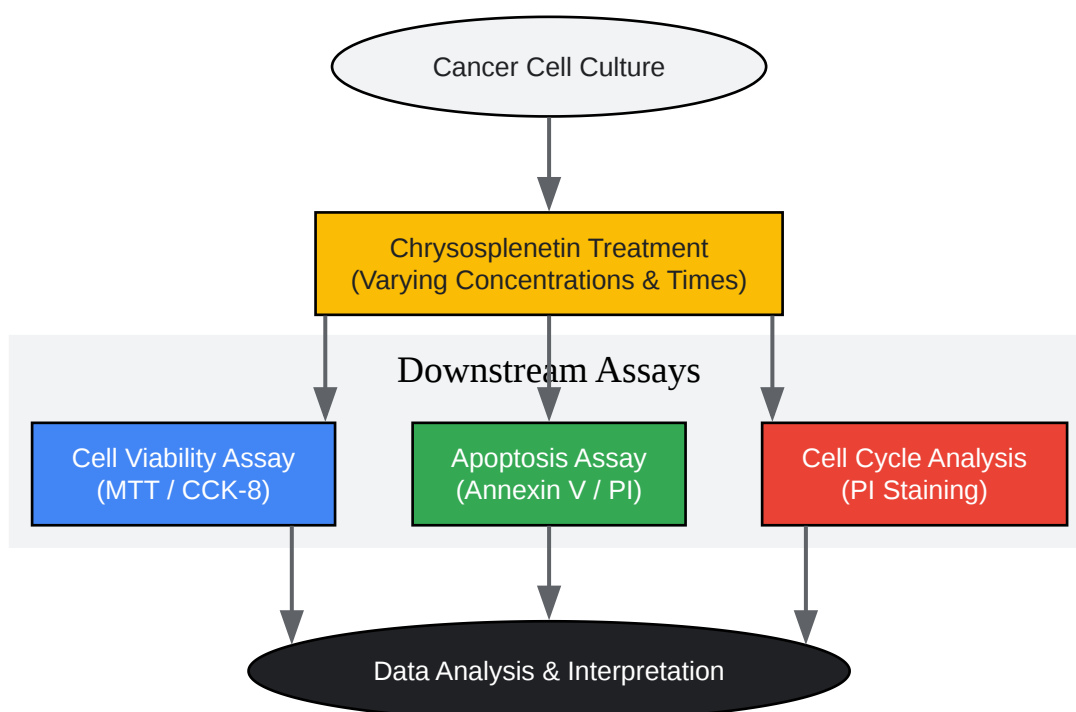 Cancer Cell Culture
Chrysosplenetin Treatment
(Varying Concentrations & Times)
Downstream Assays
Cell Viability Assay
(MTT / CCK-8)
Apoptosis Assay
(Annexin V / PI)
Cell Cycle Analysis
(PI Staining)
Data Analysis & Interpretation